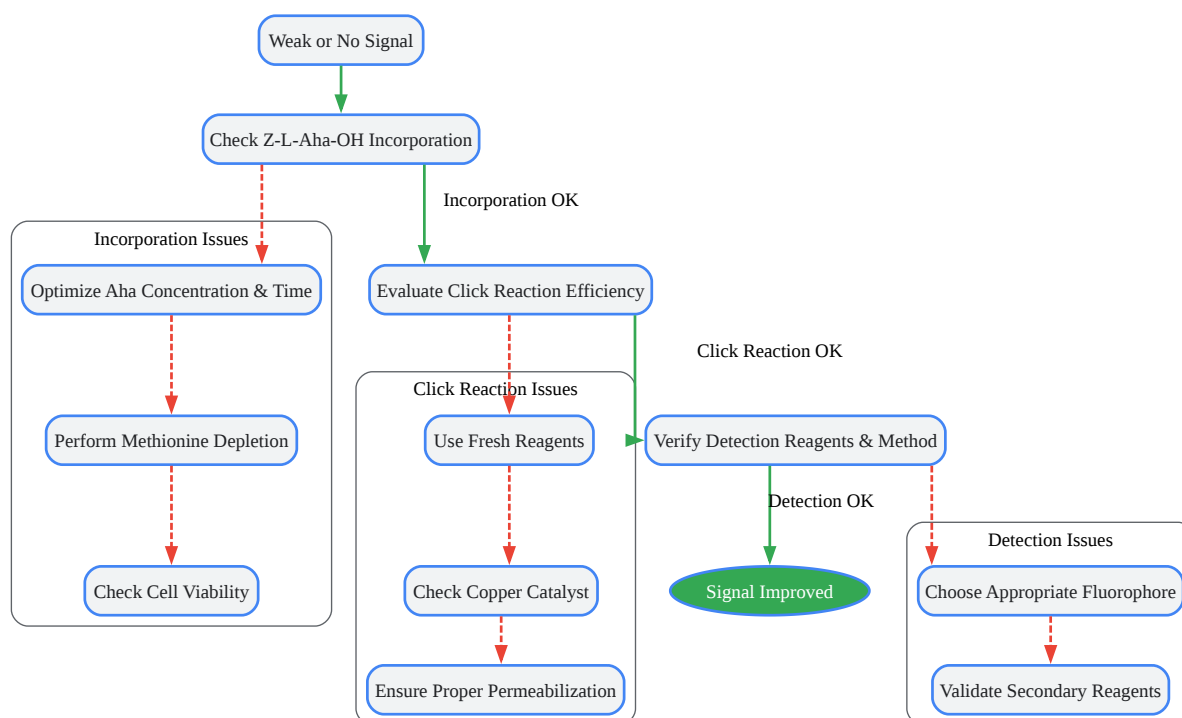 Weak or No Signal
Check Z-L-Aha-OH Incorporation
Incorporation OK
Incorporation Issues
Optimize Aha Concentration & Time
Evaluate Click Reaction Efficiency
Click Reaction OK
Click Reaction Issues
Perform Methionine Depletion
Use Fresh Reagents
Verify Detection Reagents & Method
Detection OK
Detection Issues
Check Cell Viability
Check Copper Catalyst
Signal Improved
Choose Appropriate Fluorophore
Ensure Proper Permeabilization
Validate Secondary Reagents